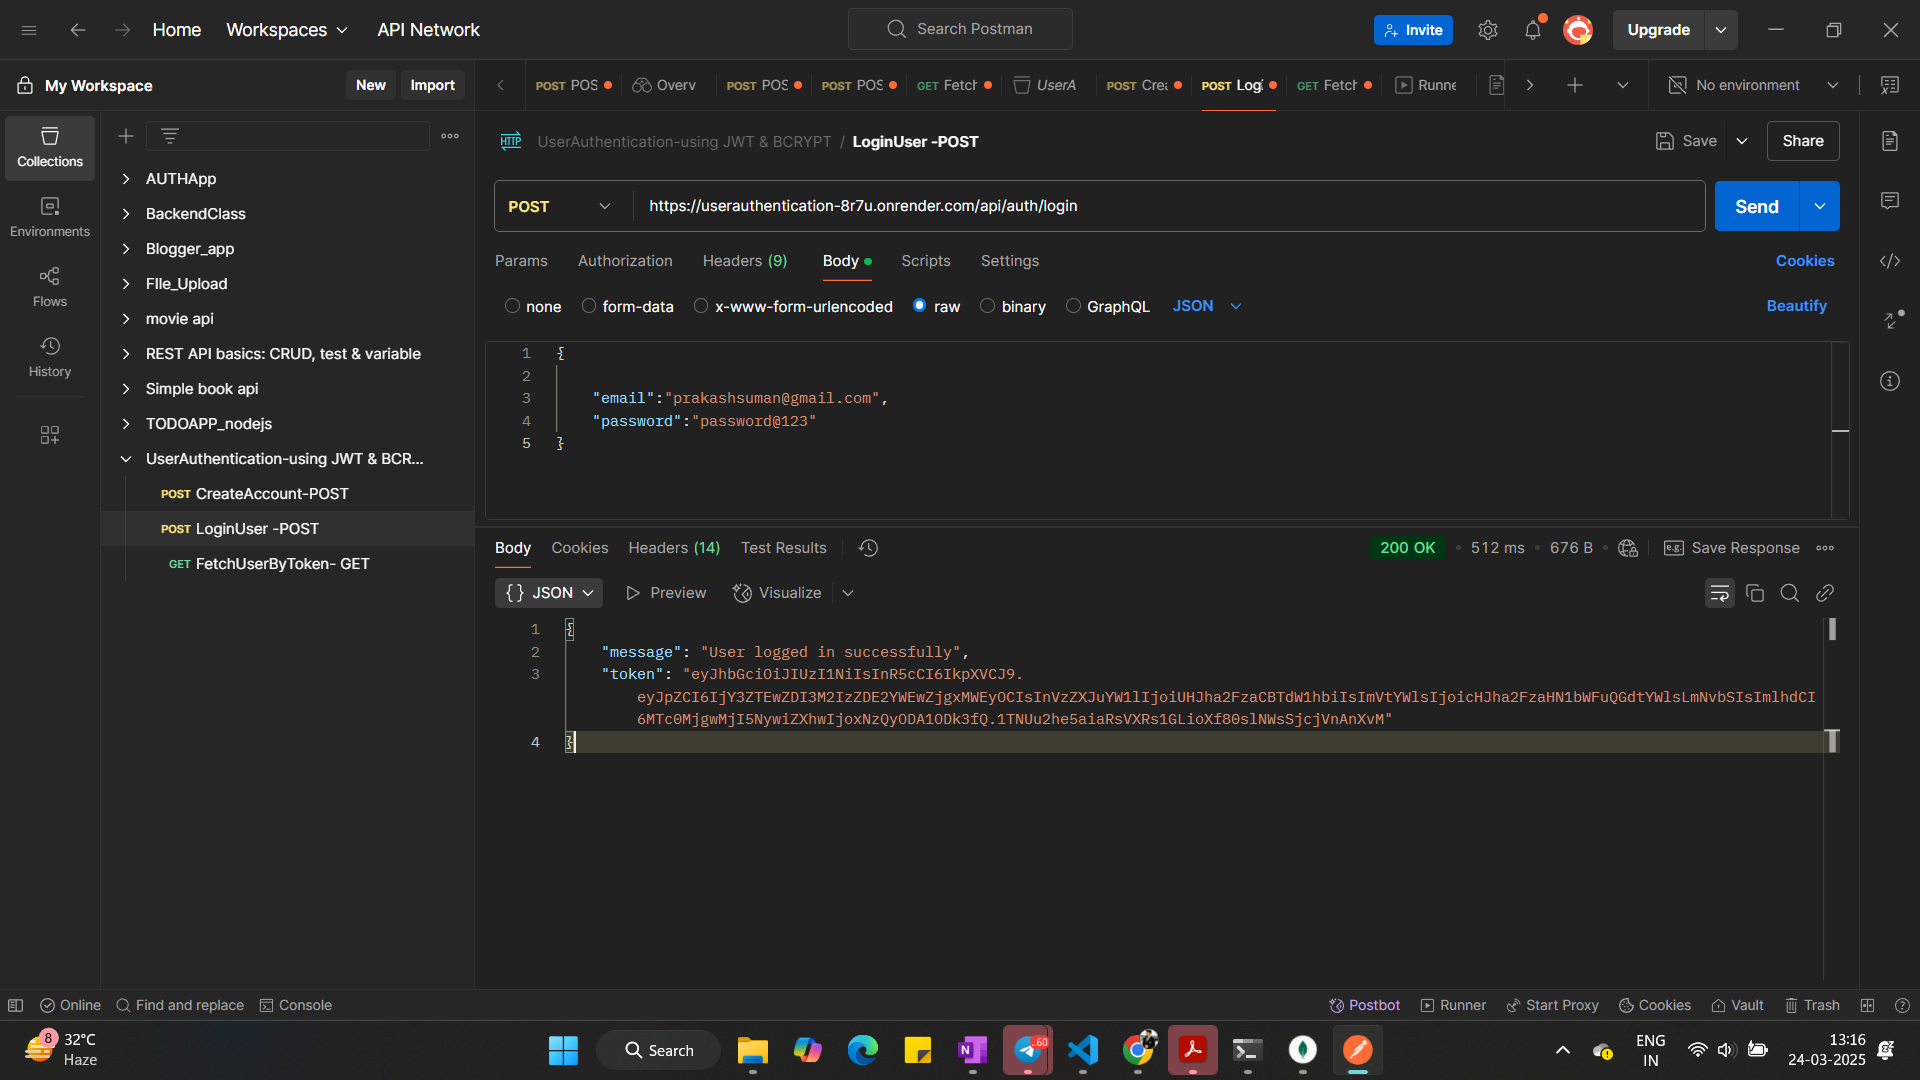 Home
Workspaces
API Network
Search Postman
Invite
Upgrade
My Workspace
New
Import
POST POS
Overv
POST POS
POST POS
GET Fetch
UserA
POST Crea
POST Logi
GET Fetch
Runne
No environment
Collections
Environments
Flows
History
AUTHApp
BackendClass
Blogger_app
FIle_Upload
movie api
REST API basics: CRUD, test & variable
Simple book api
TODOAPP_nodejs
UserAuthentication-using JWT & BCR...
POST CreateAccount-POST
POST LoginUser -POST
GET FetchUserByToken- GET
HTTP UserAuthentication-using JWT & BCRYPT / LoginUser -POST
Save
Share
POST https://userauthentication-8r7u.onrender.com/api/auth/login
Send
Params Authorization Headers (9) Body Scripts Settings
Cookies
none form-data x-www-form-urlencoded raw binary GraphQL JSON
Beautify
1 {
2
3 "email":"prakashsuman@gmail.com",
4 "password":"password@123"
5 }
Body Cookies Headers (14) Test Results
200 OK • 512 ms • 676 B
e.g. Save Response
{} JSON Preview Visualize
1 {
2 "message": "User logged in successfully",
3 "token": "eyJhbGciOiJIUzI1NiIsInR5cCI6IkpXVCJ9.
eyJpZCI6IjY3ZTEwZDI3M2IzZDE2YWEwZjgxMWEyOCIsInVzZXJuYW1lIjoiUHJha2FzaCBTdW1hbiIsImVtYWlsIjoicHJha2FzaHN1bWFuQGdtYWlsLmNvbSIsImlhdCI
6MTc0MjgwMjI5NywiZXhwIjoxNzQyODA1ODk3fQ.1TNUu2he5aiaRsVXRs1GLioXf80slNWsSjcjVnAnXvM"
4 }
Online
Find and replace
Console
Postbot
Runner
Start Proxy
Cookies
Vault
Trash
8
32°C
Haze
Search
60
ENG
IN
13:16
24-03-2025